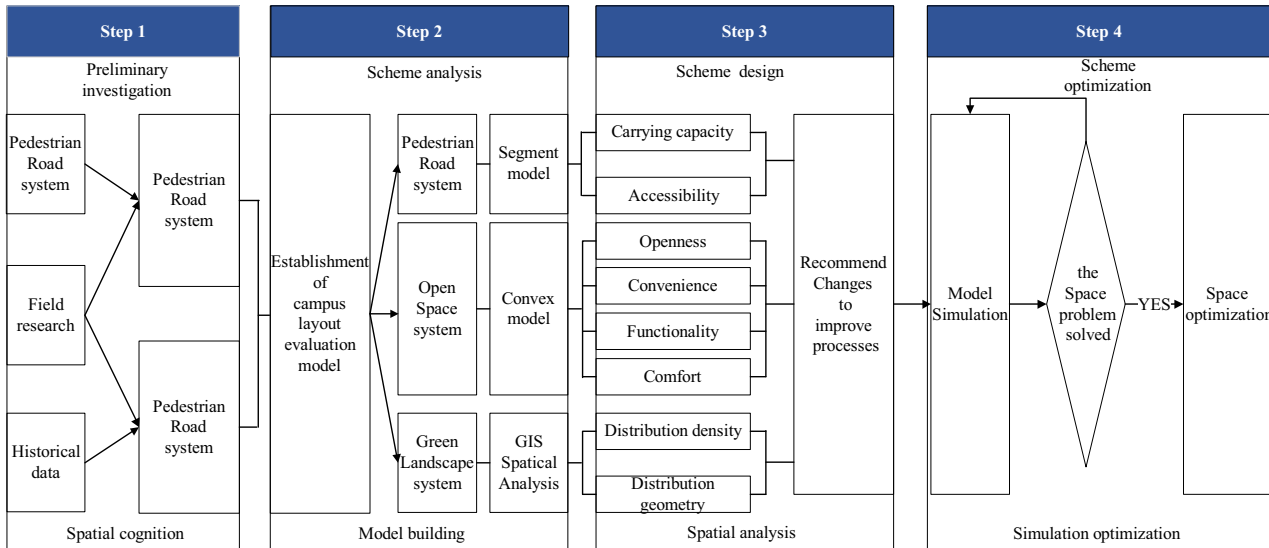 Step 1
Step 2
Step 3
Step 4
Preliminary
investigation
Scheme analysis
Scheme design
Scheme
optimization
Pedestrian
Road
system
Field
research
Historical
data
Pedestrian
Road
system
Pedestrian
Road
system
Establishment
of
campus
layout
evaluation
model
Pedestrian
Road
system
Segment
model
Open
Space
system
Convex
model
Green
Landscape
system
GIS
Spatical
Analysis
Carrying capacity
Accessibility
Openness
Convenience
Functionality
Comfort
Distribution density
Distribution
geometry
Recommend
Changes
to
improve
processes
Model
Simulation
the
Space
problem
solved
YES
Space
optimization
Spatial cognition
Model building
Spatial analysis
Simulation optimization